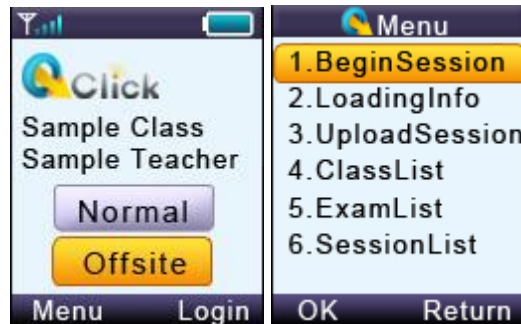 Click
Sample Class
Sample Teacher
Normal
Offsite
Menu Login
Menu
1.BeginSession
2.LoadingInfo
3.UploadSession
4.ClassList
5.ExamList
6.SessionList
OK Return